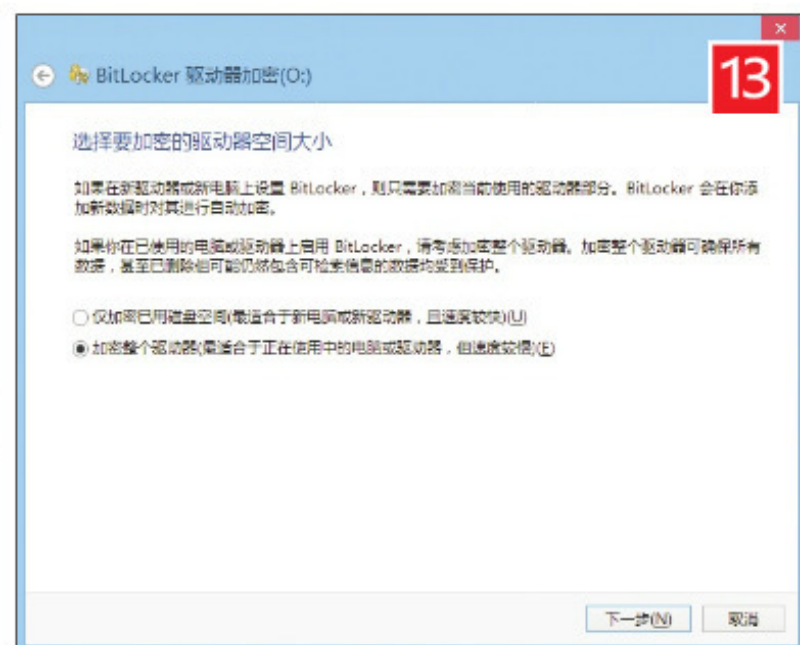 BitLocker 驱动器加密(O:)
13
选择要加密的驱动器空间大小
如果在新驱动器或新电脑上设置 BitLocker，则只需要加密当前使用的驱动器部分。BitLocker 会在你添
加新数据时对其进行自动加密。
如果你在已使用的电脑或驱动器上启用 BitLocker，请考虑加密整个驱动器。加密整个驱动器可确保所有
数据，甚至已删除但可能仍然包含可检索信息的数据均受到保护。
仅加密已用磁盘空间(最适合于新电脑或新驱动器，且速度较快)(U)
加密整个驱动器(最适合于正在使用中的电脑或驱动器，但速度较慢)(E)
下一步(N)
取消